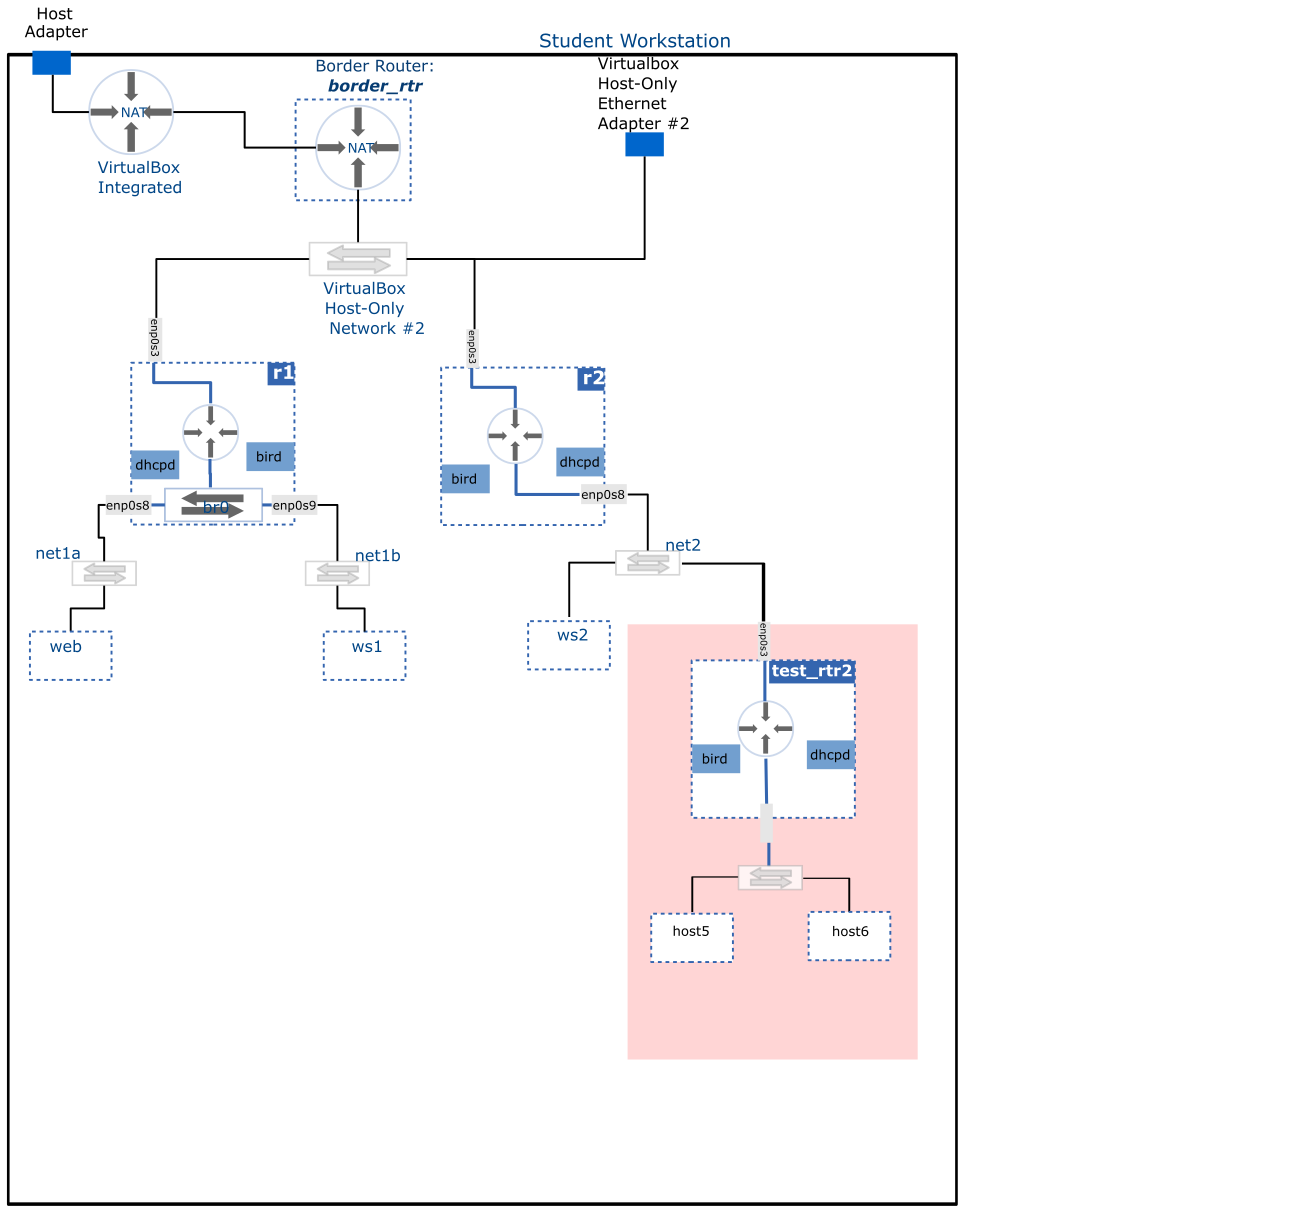 Host
Adapter
Student Workstation
Border Router:
border_rtr
Virtualbox
Host-Only
Ethernet
Adapter #2
NAT
VirtualBox
Integrated
NAT
VirtualBox
Host-Only
Network #2
enp0s3
enp0s3
r1
r2
dhcpd
bird
bird
dhcpd
enp0s8
br0
enp0s9
enp0s8
net1a
net1b
net2
web
ws1
ws2
enp0s3
test_rtr2
bird
dhcpd
host5
host6